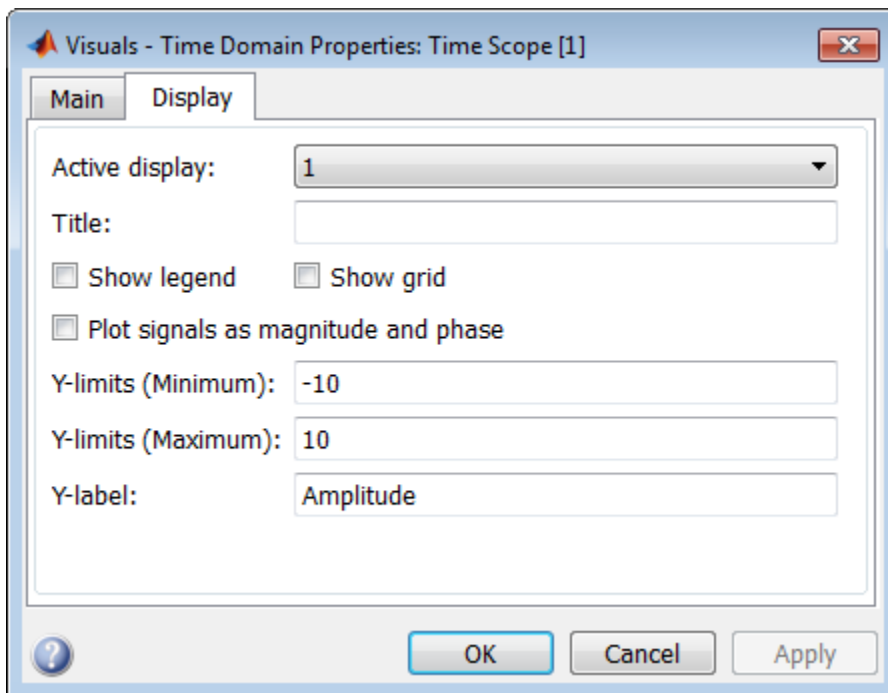 Visuals - Time Domain Properties: Time Scope [1]
Main Display
Active display: 1
Title:
Show legend Show grid
Plot signals as magnitude and phase
Y-limits (Minimum): -10
Y-limits (Maximum): 10
Y-label: Amplitude
? OK Cancel Apply